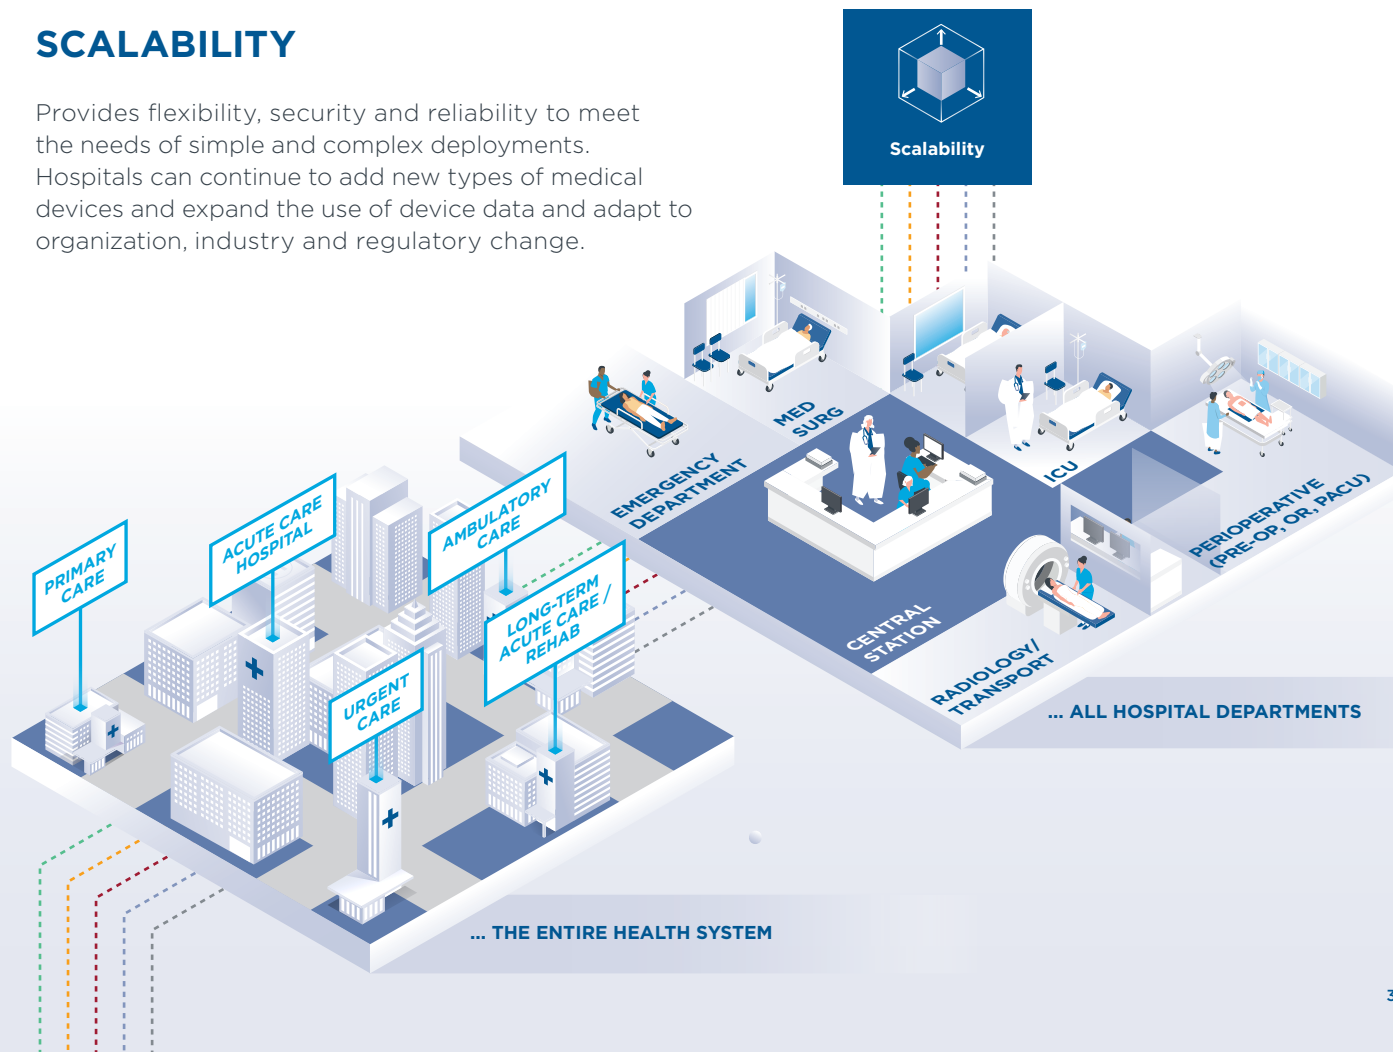 SCALABILITY
Provides flexibility, security and reliability to meet
the needs of simple and complex deployments.
Hospitals can continue to add new types of medical
devices and expand the use of device data and adapt to
organization, industry and regulatory change.
Scalability
MED
SURG
EMERGENCY
DEPARTMENT
ICU
PERIOPERATIVE
(PRE-OP, OR, PACU)
CENTRAL
STATION
RADIOLOGY/
TRANSPORT
... ALL HOSPITAL DEPARTMENTS
PRIMARY
CARE
ACUTE CARE
HOSPITAL
AMBULATORY
CARE
LONG-TERM
ACUTE CARE /
REHAB
URGENT
CARE
... THE ENTIRE HEALTH SYSTEM
3